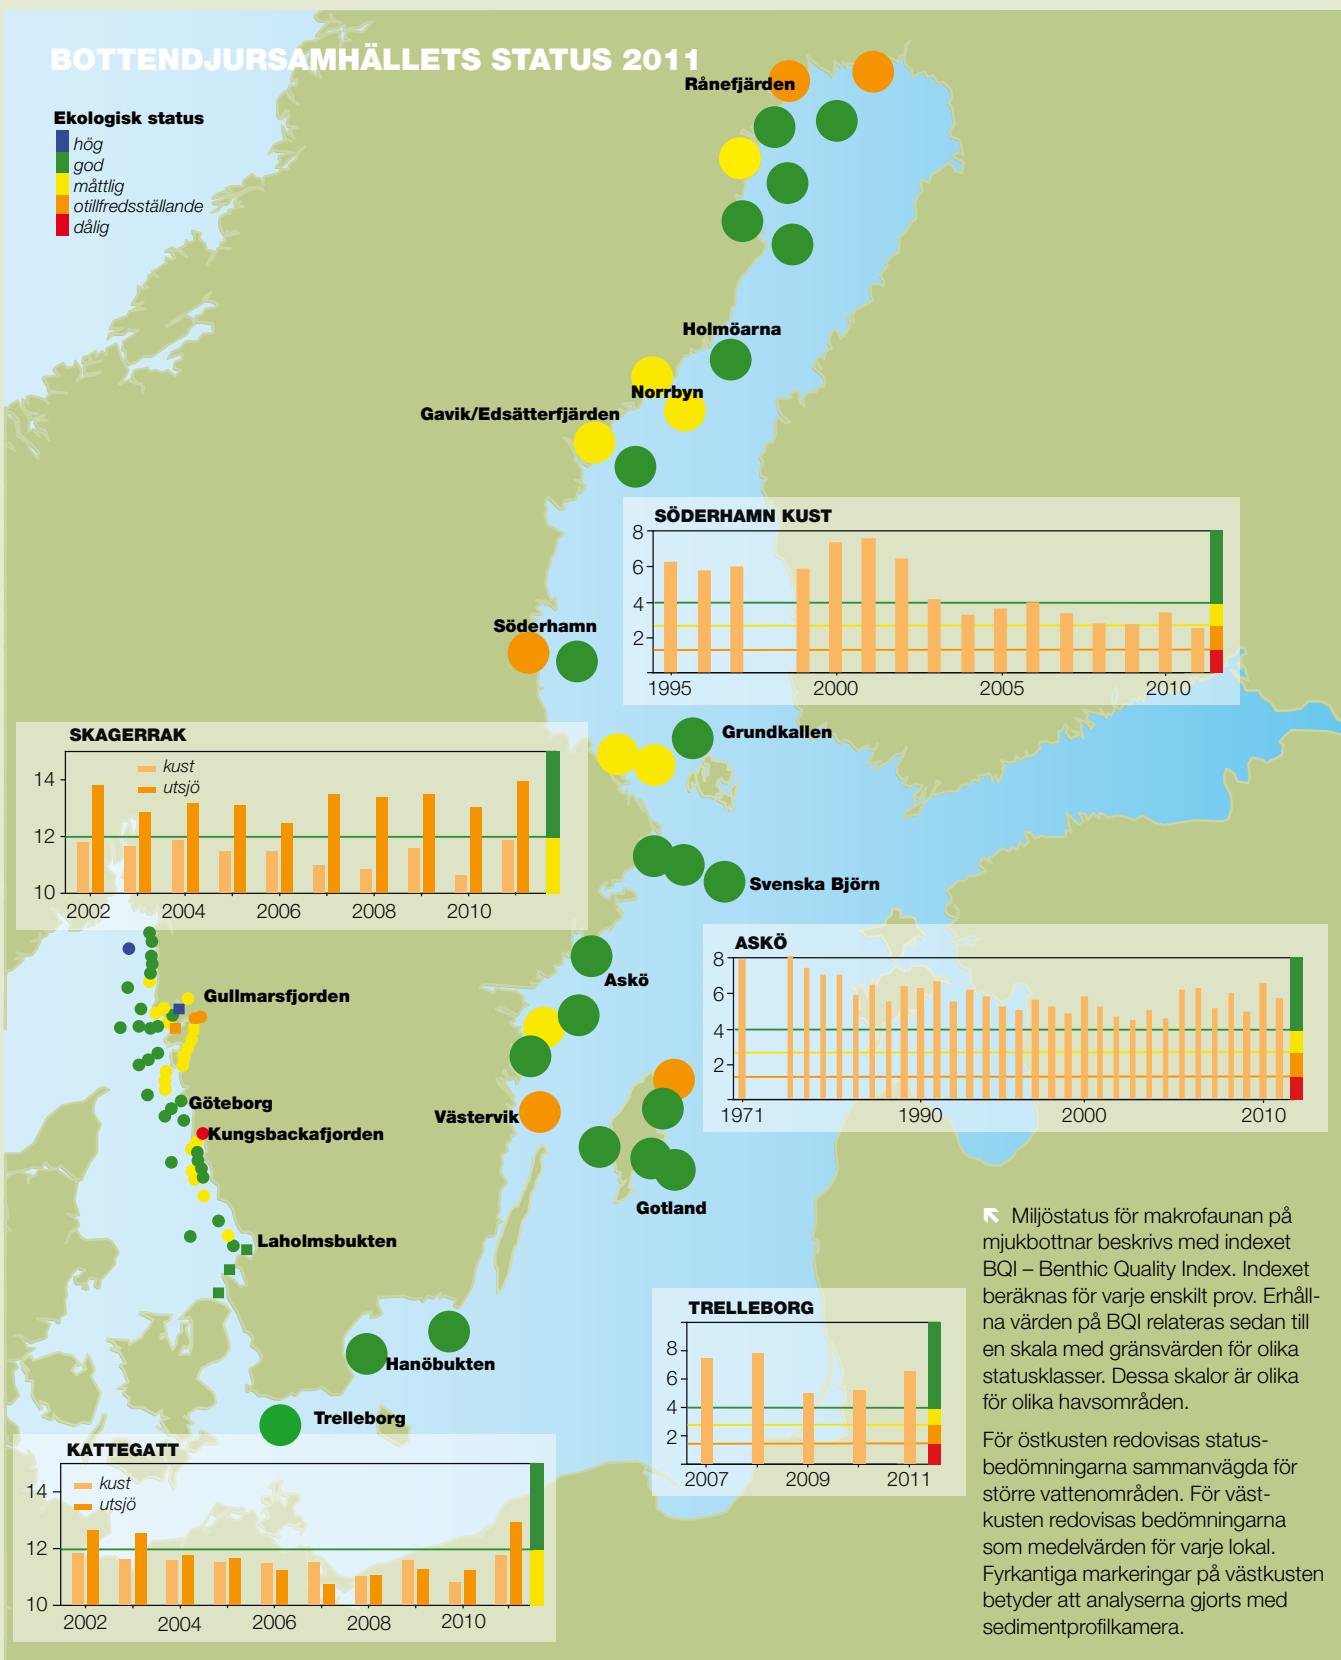 BOTTENDJURSAMHÄLLETS STATUS 2011
Ekologisk status
hög
god
måttlig
otillfredsställande
dålig
Rånefjärden
Holmöarna
Norrbyn
Gavik/Edsätterfjärden
SÖDERHAMN KUST
8
6
4
2
1995 2000 2005 2010
Söderhamn
Grundkallen
SKAGERRAK
kust
utsjö
14
12
10
2002 2004 2006 2008 2010
Svenska Björn
ASKÖ
8
6
4
2
1971 1990 2000 2010
Askö
Gullmarsfjorden
Göteborg
Kungsbackafjorden
Västervik
Gotland
Laholmsbukten
Hanöbukten
Trelleborg
TRELLEBORG
8
6
4
2
2007 2009 2011
KATTEGATT
kust
utsjö
14
12
10
2002 2004 2006 2008 2010
Miljöstatus för makrofaunan på
mjukbottnar beskrivs med indexet
BQI – Benthic Quality Index. Indexet
beräknas för varje enskilt prov. Erhåll-
na värden på BQI relateras sedan till
en skala med gränsvärden för olika
statusklasser. Dessa skalor är olika
för olika havsområden.
För östkusten redovisas status-
bedömningarna sammanvägda för
större vattenområden. För väst-
kusten redovisas bedömningarna
som medelvärden för varje lokal.
Fyrkantiga markeringar på västkusten
betyder att analyserna gjorts med
sedimentprofilkamera.